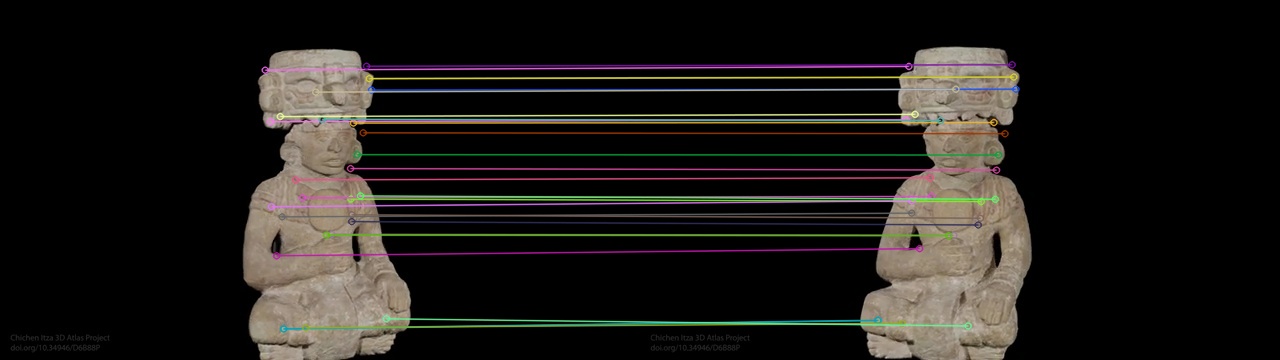 Chichen Itza 3D Atlas Project
doi.org/10.34946/D6B88P
Chichen Itza 3D Atlas Project
doi.org/10.34946/D6B88P